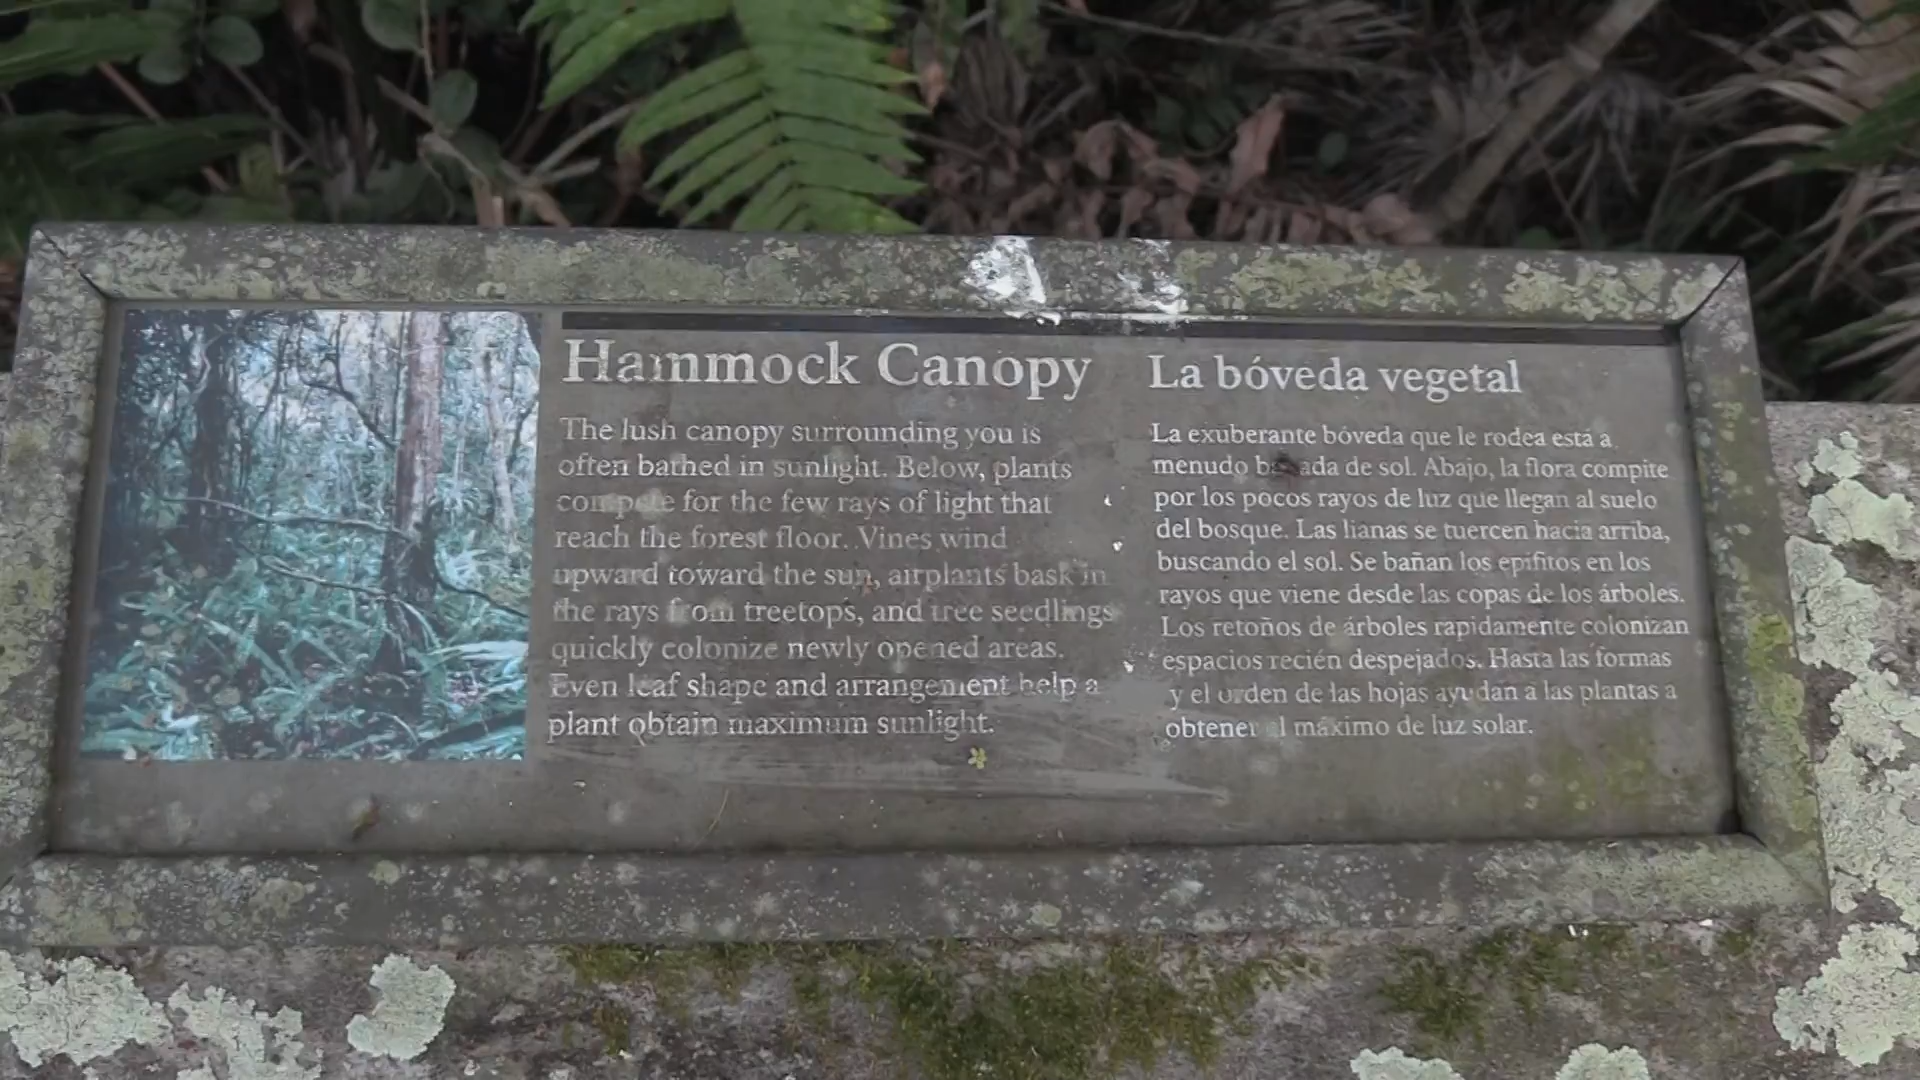 Hammock Canopy
The lush canopy surrounding you is
often bathed in sunlight. Below, plants
compete for the few rays of light that
reach the forest floor. Vines wind
upward toward the sun, airplants bask in
the rays from treetops, and tree seedlings
quickly colonize newly opened areas.
Even leaf shape and arrangement help a
plant obtain maximum sunlight.
La bóveda vegetal
La exuberante bóveda que le rodea está a
menudo bañada de sol. Abajo, la flora compite
por los pocos rayos de luz que llegan al suelo
del bosque. Las lianas se tuercen hacia arriba,
buscando el sol. Se bañan los epifitos en los
rayos que viene desde las copas de los árboles.
Los retoños de árboles rapidamente colonizan
espacios recién despejados. Hasta las formas
y el orden de las hojas ayudan a las plantas a
obtener el máximo de luz solar.